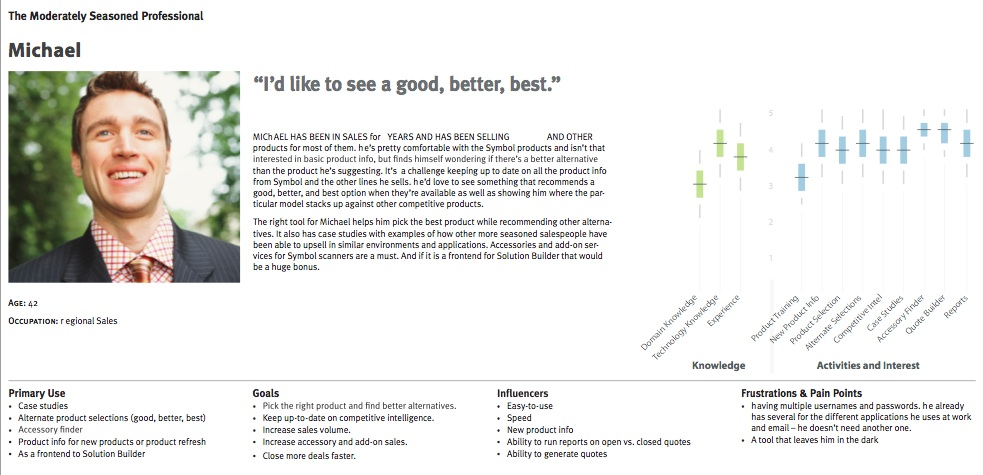 The Moderately Seasoned Professional
Michael
“I’d like to see a good, better, best.”
MIChAEL HAS BEEN IN SALES for YEARS AND HAS BEEN SELLING AND OTHER
products for most of them. he’s pretty comfortable with the Symbol products and isn’t that
interested in basic product info, but finds himself wondering if there’s a better alternative
than the product he’s suggesting. It’s a challenge keeping up to date on all the product info
from Symbol and the other lines he sells. he’d love to see something that recommends a
good, better, and best option when they’re available as well as showing him where the par-
ticular model stacks up against other competitive products.
The right tool for Michael helps him pick the best product while recommending other alterna-
tives. It also has case studies with examples of how other more seasoned salespeople have
been able to upsell in similar environments and applications. Accessories and add-on ser-
vices for Symbol scanners are a must. And if it is a frontend for Solution Builder that would
be a huge bonus.
AGE: 42
OCCUPATION: r egional Sales
5
4
3
2
1
Domain Knowledge
Technology Knowledge
Experience
Product Training
New Product Info
Product Selection
Alternate Selections
Competitive Intel
Case Studies
Accessory Finder
Quote Builder
Reports
Knowledge
Activities and Interest
Primary Use
• Case studies
• Alternate product selections (good, better, best)
• Accessory finder
• Product info for new products or product refresh
• As a frontend to Solution Builder
Goals
• Pick the right product and find better alternatives.
• Keep up-to-date on competitive intelligence.
• Increase sales volume.
• Increase accessory and add-on sales.
• Close more deals faster.
Influencers
• Easy-to-use
• Speed
• New product info
• Ability to run reports on open vs. closed quotes
• Ability to generate quotes
Frustrations & Pain Points
• having multiple usernames and passwords. he already
has several for the different applications he uses at work
and email – he doesn’t need another one.
• A tool that leaves him in the dark